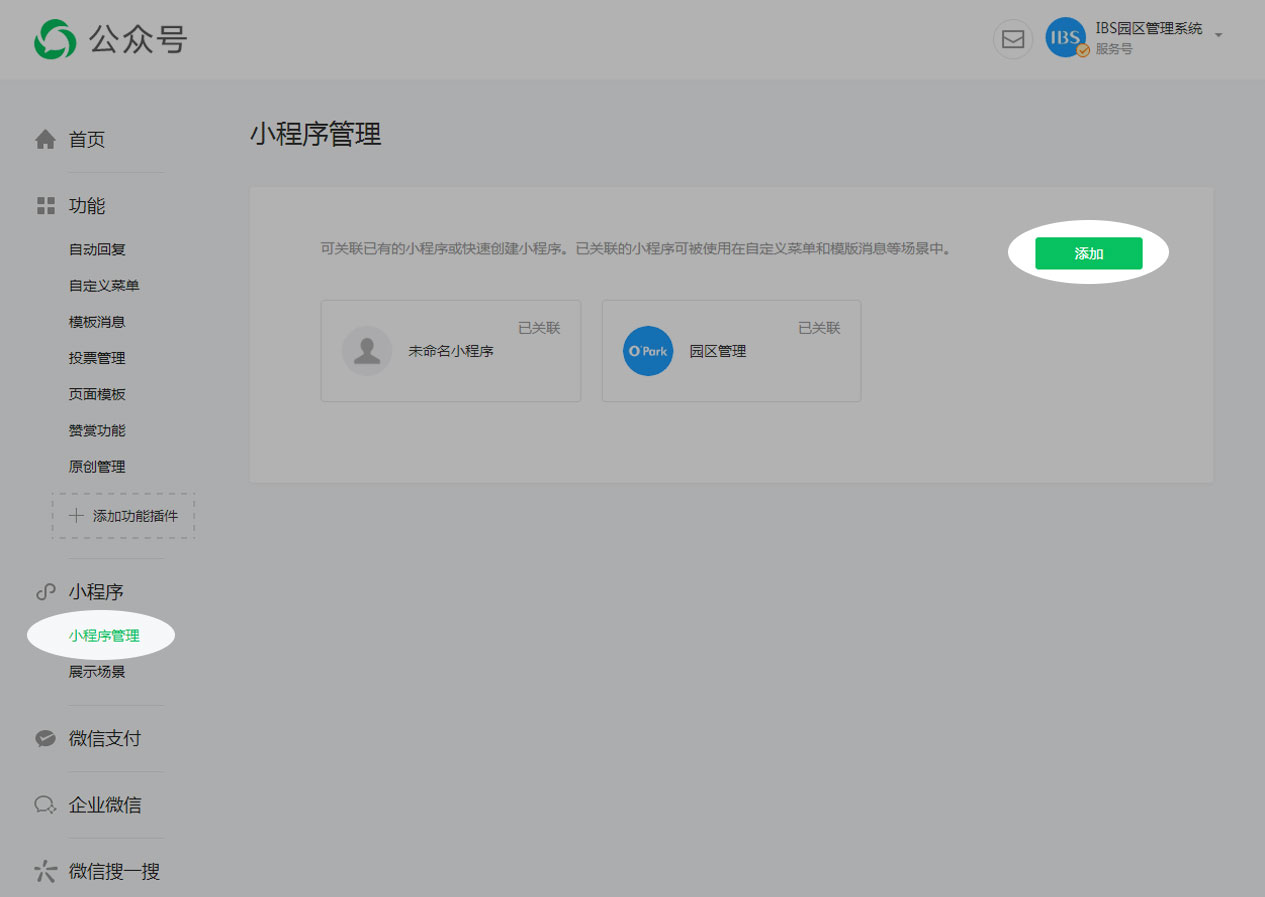 公众号
IBS
IBS园区管理系统
服务号
首页
功能
自动回复
自定义菜单
模板消息
投票管理
页面模板
赞赏功能
原创管理
添加功能插件
小程序
小程序管理
展示场景
微信支付
企业微信
微信搜一搜
小程序管理
可关联已有的小程序或快速创建小程序。已关联的小程序可被使用在自定义菜单和模版消息等场景中。
添加
已关联
未命名小程序
已关联
O'Park
园区管理